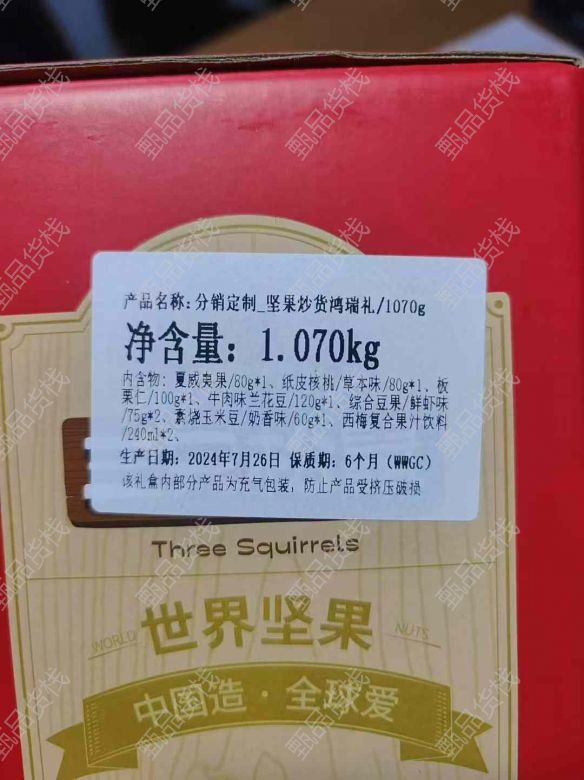 产品名称:分销定制_坚果炒货鸿瑞礼/1070g
净含量: 1.070kg
内含物: 夏威夷果/80g*1、纸皮核桃/草本味/80g*1、板
栗仁/100g*1、牛肉味兰花豆/120g*1、综合豆果/鲜虾味
/75g*2、素烧玉米豆/奶香味/60g*1、西梅复合果汁饮料
/240ml*2、
生产日期: 2024年7月26日 保质期: 6个月 (WWGC)
该礼盒内部分产品为充气包装, 防止产品受挤压破损
Three Squirrels
WORLD 世界坚果 NUTS
中国造·全球爱
甄品货栈